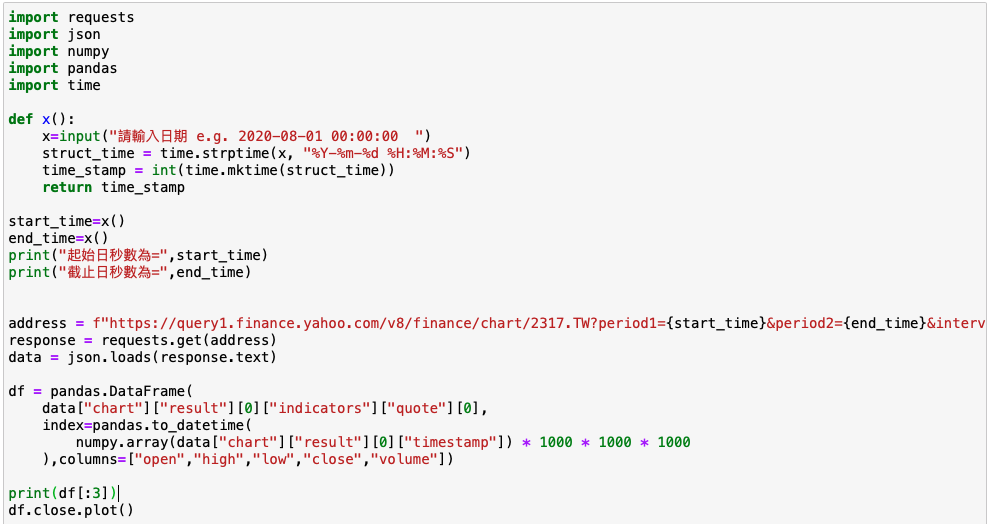 import requests
import json
import numpy
import pandas
import time
def x():
    x=input("請輸入日期 e.g. 2020-08-01 00:00:00  ")
    struct_time = time.strptime(x, "%Y-%m-%d %H:%M:%S")
    time_stamp = int(time.mktime(struct_time))
    return time_stamp
start_time=x()
end_time=x()
print("起始日秒數為=",start_time)
print("截止日秒數為=",end_time)
address = f"https://query1.finance.yahoo.com/v8/finance/chart/2317.TW?period1={start_time}&period2={end_time}&interv
response = requests.get(address)
data = json.loads(response.text)
df = pandas.DataFrame(
    data["chart"]["result"][0]["indicators"]["quote"][0],
    index=pandas.to_datetime(
        numpy.array(data["chart"]["result"][0]["timestamp"]) * 1000 * 1000 * 1000
    ),columns=["open","high","low","close","volume"])
print(df[:3])
df.close.plot()